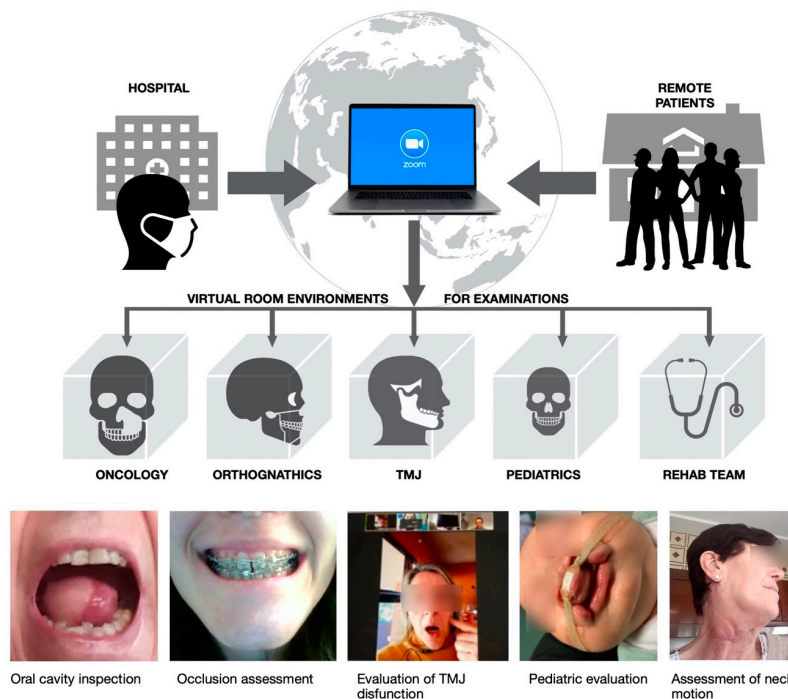 HOSPITAL
REMOTE
PATIENTS
zoom
VIRTUAL ROOM ENVIRONMENTS
FOR EXAMINATIONS
ONCOLOGY
ORTHOGNATHICS
TMJ
PEDIATRICS
REHAB TEAM
Oral cavity inspection
Occlusion assessment
Evaluation of TMJ
disfunction
Pediatric evaluation
Assessment of nec
motion